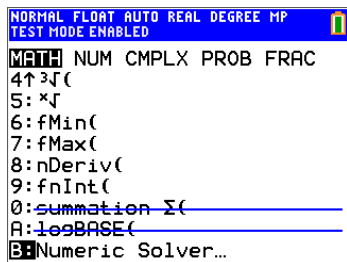 NORMAL FLOAT AUTO REAL DEGREE MP
TEST MODE ENABLED
MATH NUM CMPLX PROB FRAC
4↑³√(
5: ˣ√
6:fMin(
7:fMax(
8:nDeriv(
9:fnInt(
0:summation Σ(
A:logBASE(
B:Numeric Solver…